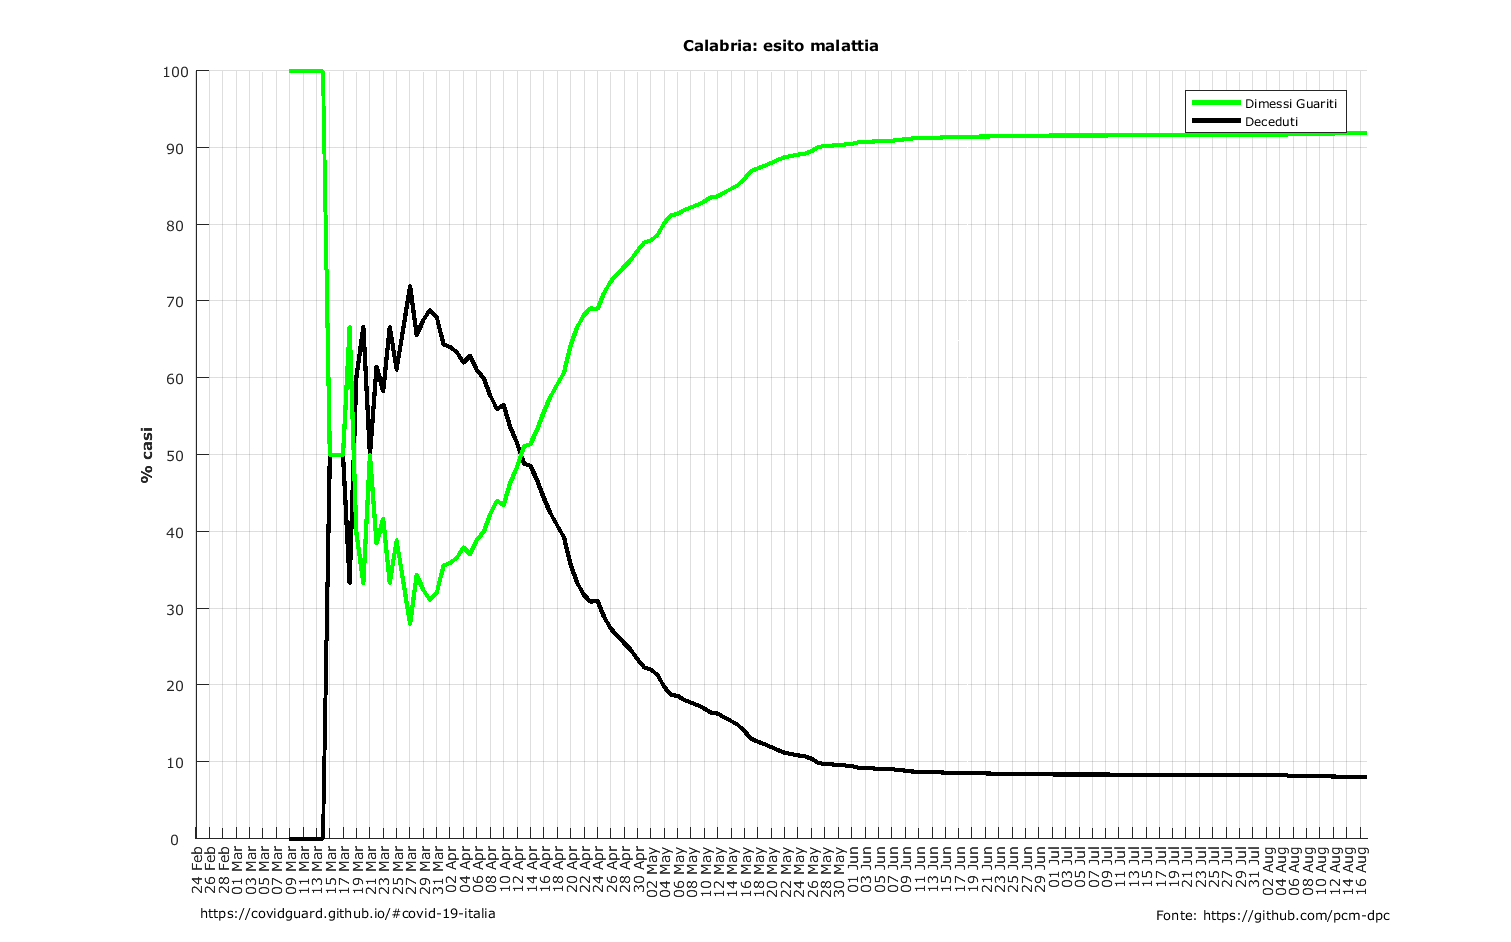 Calabria: esito malattia
Dimessi Guariti
Deceduti
% casi
100
90
80
70
60
50
40
30
20
10
0
24 Feb
26 Feb
28 Feb
01 Mar
03 Mar
05 Mar
07 Mar
09 Mar
11 Mar
13 Mar
15 Mar
17 Mar
19 Mar
21 Mar
23 Mar
25 Mar
27 Mar
29 Mar
31 Mar
02 Apr
04 Apr
06 Apr
08 Apr
10 Apr
12 Apr
14 Apr
16 Apr
18 Apr
20 Apr
22 Apr
24 Apr
26 Apr
28 Apr
30 Apr
02 May
04 May
06 May
08 May
10 May
12 May
14 May
16 May
18 May
20 May
22 May
24 May
26 May
28 May
30 May
01 Jun
03 Jun
05 Jun
07 Jun
09 Jun
11 Jun
13 Jun
15 Jun
17 Jun
19 Jun
21 Jun
23 Jun
25 Jun
27 Jun
29 Jun
01 Jul
03 Jul
05 Jul
07 Jul
09 Jul
11 Jul
13 Jul
15 Jul
17 Jul
19 Jul
21 Jul
23 Jul
25 Jul
27 Jul
29 Jul
31 Jul
02 Aug
04 Aug
06 Aug
08 Aug
10 Aug
12 Aug
14 Aug
16 Aug
https://covidguard.github.io/#covid-19-italia
Fonte: https://github.com/pcm-dpc